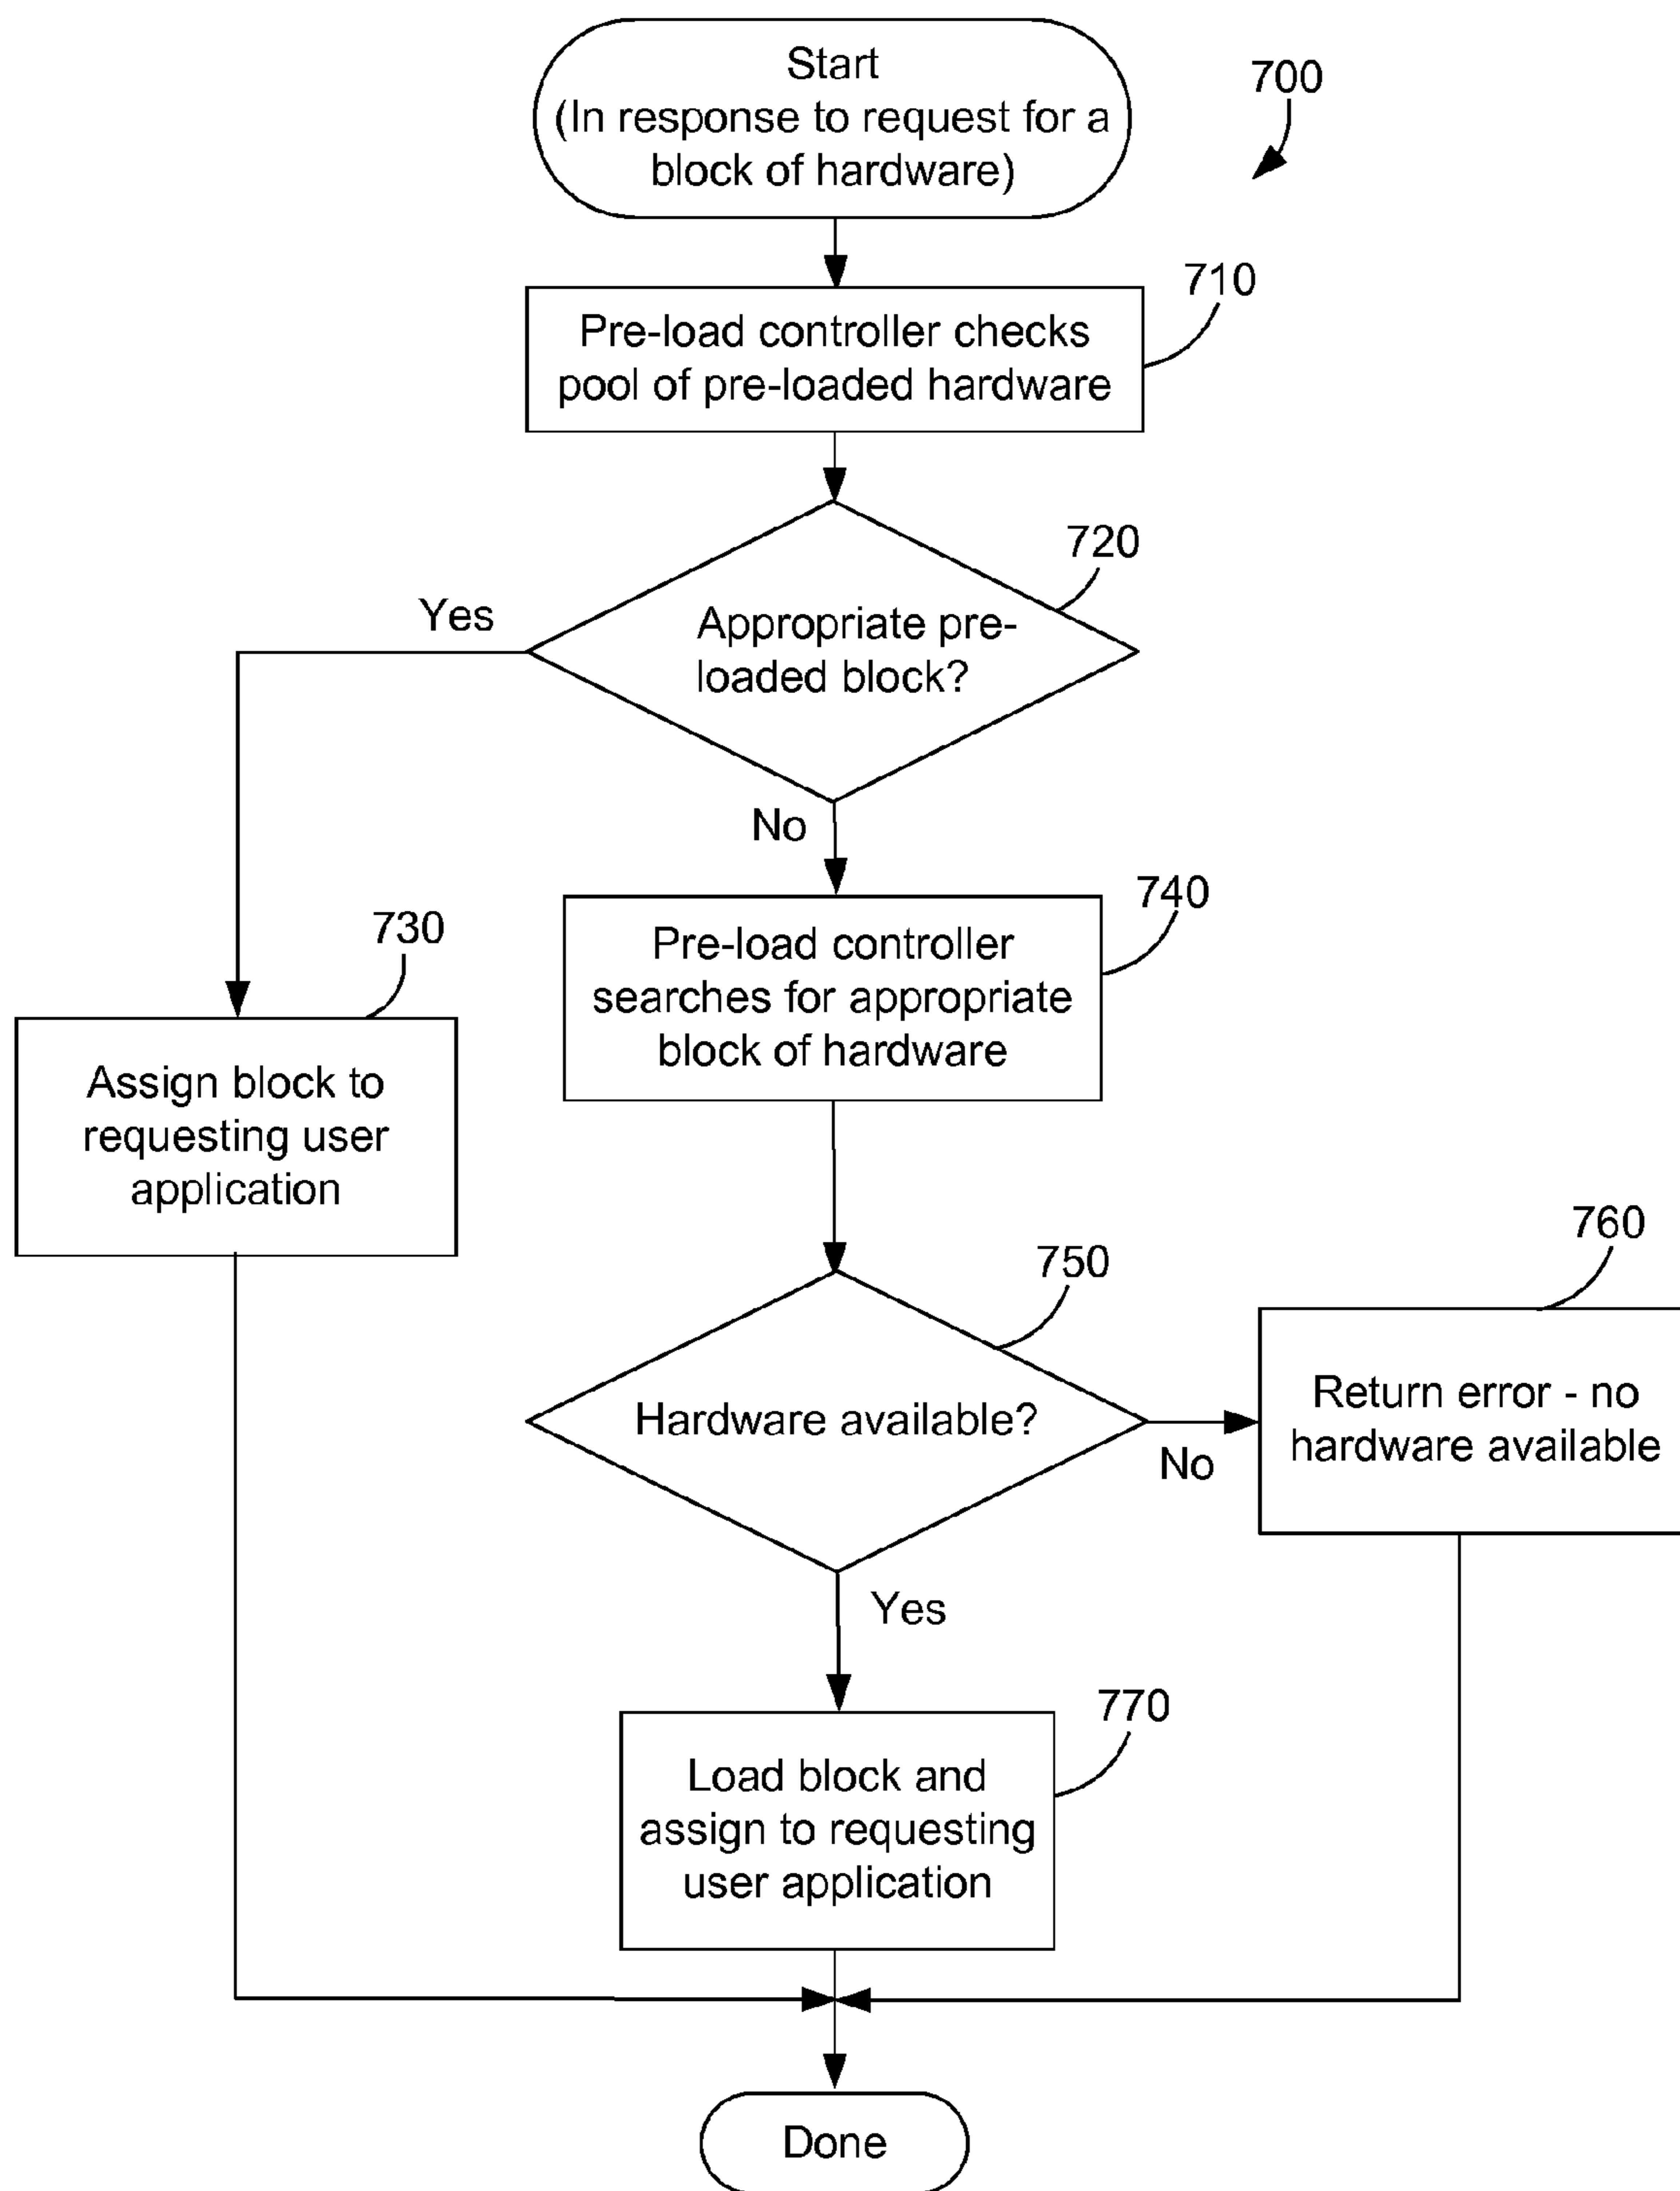 Start
(In response to request for a
block of hardware)
700
710
Pre-load controller checks
pool of pre-loaded hardware
720
Yes
Appropriate pre-
loaded block?
No
730
740
Pre-load controller
searches for appropriate
block of hardware
Assign block to
requesting user
application
750
760
Hardware available?
No
Return error - no
hardware available
Yes
770
Load block and
assign to requesting
user application
Done